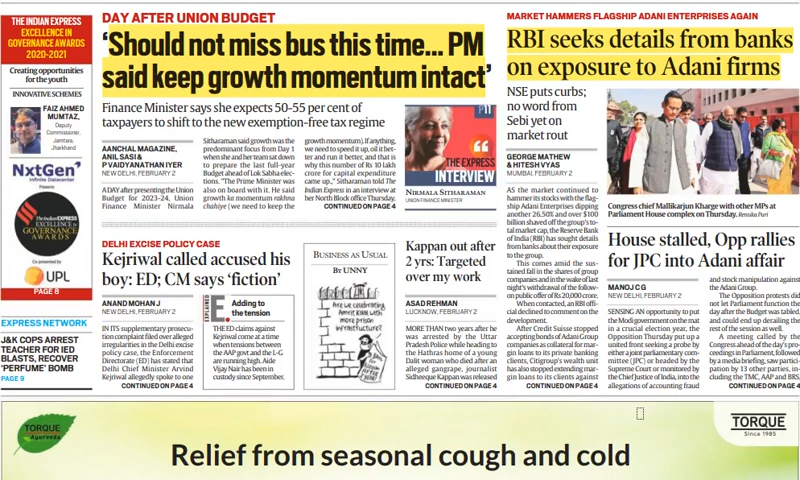 THE INDIAN EXPRESS
EXCELLENCE IN
GOVERNANCE AWARDS
2020-2021
Creating opportunities
for the youth
INNOVATIVE SCHEMES
FAIZ AHMED
MUMTAZ,
Deputy
Commissioner,
Jamtara,
Jharkhand
NxtGen
Infinite Datacenter
Presents
The Indian EXPRESS
EXCELLENCE IN
GOVERNANCE
AWARDS
Co-presented by
UPL
PAGE 8
EXPRESS NETWORK
J&K COPS ARREST
TEACHER FOR IED
BLASTS, RECOVER
'PERFUME' BOMB
PAGE 9
DAY AFTER UNION BUDGET
'Should not miss bus this time... PM
said keep growth momentum intact'
Finance Minister says she expects 50-55 per cent of
taxpayers to shift to the new exemption-free tax regime
AANCHAL MAGAZINE,
ANIL SASI &
P VAIDYANATHAN IYER
NEW DELHI, FEBRUARY 2
A DAY after presenting the Union
Budget for 2023-24, Union
Finance Minister Nirmala
Sitharaman said growth was the
predominant focus from Day 1
when she and her team sat down
to prepare the last full-year
Budget ahead of Lok Sabha elec-
tions. "The Prime Minister was
also on board with it. He said
growth ka momentum rakhna
chahiye (we need to keep the
growth momentum). If anything,
we need to speed it up, oil it bet-
ter and run it better, and that is
why this number of Rs 10 lakh
crore for capital expenditure
came up," Sitharaman told The
Indian Express in an interview at
her North Block office Thursday.
CONTINUED ON PAGE 4
THE EXPRESS
INTERVIEW
NIRMALA SITHARAMAN
UNION FINANCE MINISTER
DELHI EXCISE POLICY CASE
Kejriwal called accused his
boy: ED; CM says 'fiction'
ANAND MOHAN J
NEW DELHI, FEBRUARY 2
IN ITS supplementary prosecu-
tion complaint filed over alleged
irregularities in the Delhi excise
policy case, the Enforcement
Directorate (ED) has stated that
Delhi Chief Minister Arvind
Kejriwal allegedly spoke to one
CONTINUED ON PAGE 4
EXPLAINED
E.
Adding to
the tension
THE ED claims against
Kejriwal come at a time
when tensions between
the AAP govt and the L-G
are running high. Aide
Vijay Nair has been in
custody since September.
BUSINESS AS USUAL
BY UNNY
Kappan out after
2 yrs: Targeted
over my work
ASAD REHMAN
LUCKNOW, FEBRUARY 2
MORE THAN two years after he
was arrested by the Uttar
Pradesh Police while heading to
the Hathras home of a young
Dalit woman who died after an
alleged gangrape, journalist
Sidheeque Kappan was released
CONTINUED ON PAGE 4
MARKET HAMMERS FLAGSHIP ADANI ENTERPRISES AGAIN
RBI seeks details from banks
on exposure to Adani firms
NSE puts curbs;
no word from
Sebi yet on
market rout
GEORGE MATHEW
& HITESH VYAS
MUMBAI, FEBRUARY 2
AS THE market continued to
hammer its stocks with the flag-
ship Adani Enterprises dipping
another 26.50% and over $100
billion shaved off the group's to-
tal market cap, the Reserve Bank
of India (RBI) has sought details
from banks about their exposure
to the group.
This comes amid the sus-
tained fall in the shares of group
companies and in the wake of last
night's withdrawal of the follow-
on public offer of Rs 20,000 crore.
When contacted, an RBI offi-
cial declined to comment on the
development.
After Credit Suisse stopped
accepting bonds of Adani Group
companies as collateral for mar-
gin loans to its private banking
clients, Citigroup's wealth unit
has also stopped extending mar-
gin loans to its clients against
CONTINUED ON PAGE 4
Congress chief Mallikarjun Kharge with other MPs at
Parliament House complex on Thursday. Renuka Puri
House stalled, Opp rallies
for JPC into Adani affair
MANOJ C G
NEW DELHI, FEBRUARY 2
SENSING AN opportunity to put
the Modi government on the mat
in a crucial election year, the
Opposition Thursday put up a
united front seeking a probe by
either a joint parliamentary com-
mittee (JPC) or headed by the
Supreme Court or monitored by
the Chief Justice of India, into the
allegations of accounting fraud
and stock manipulation against
the Adani Group.
The Opposition protests did
not let Parliament function the
day after the Budget was tabled,
and could end up derailing the
rest of the session as well.
A meeting called by the
Congress ahead of the day's pro-
ceedings in Parliament, followed
by a media briefing, saw partici-
pation by 13 other parties, in-
cluding the TMC, AAP and BRS,
CONTINUED ON PAGE 4
TORQUE
Ayurveda
TORQUE
Since 1985
Relief from seasonal cough and cold